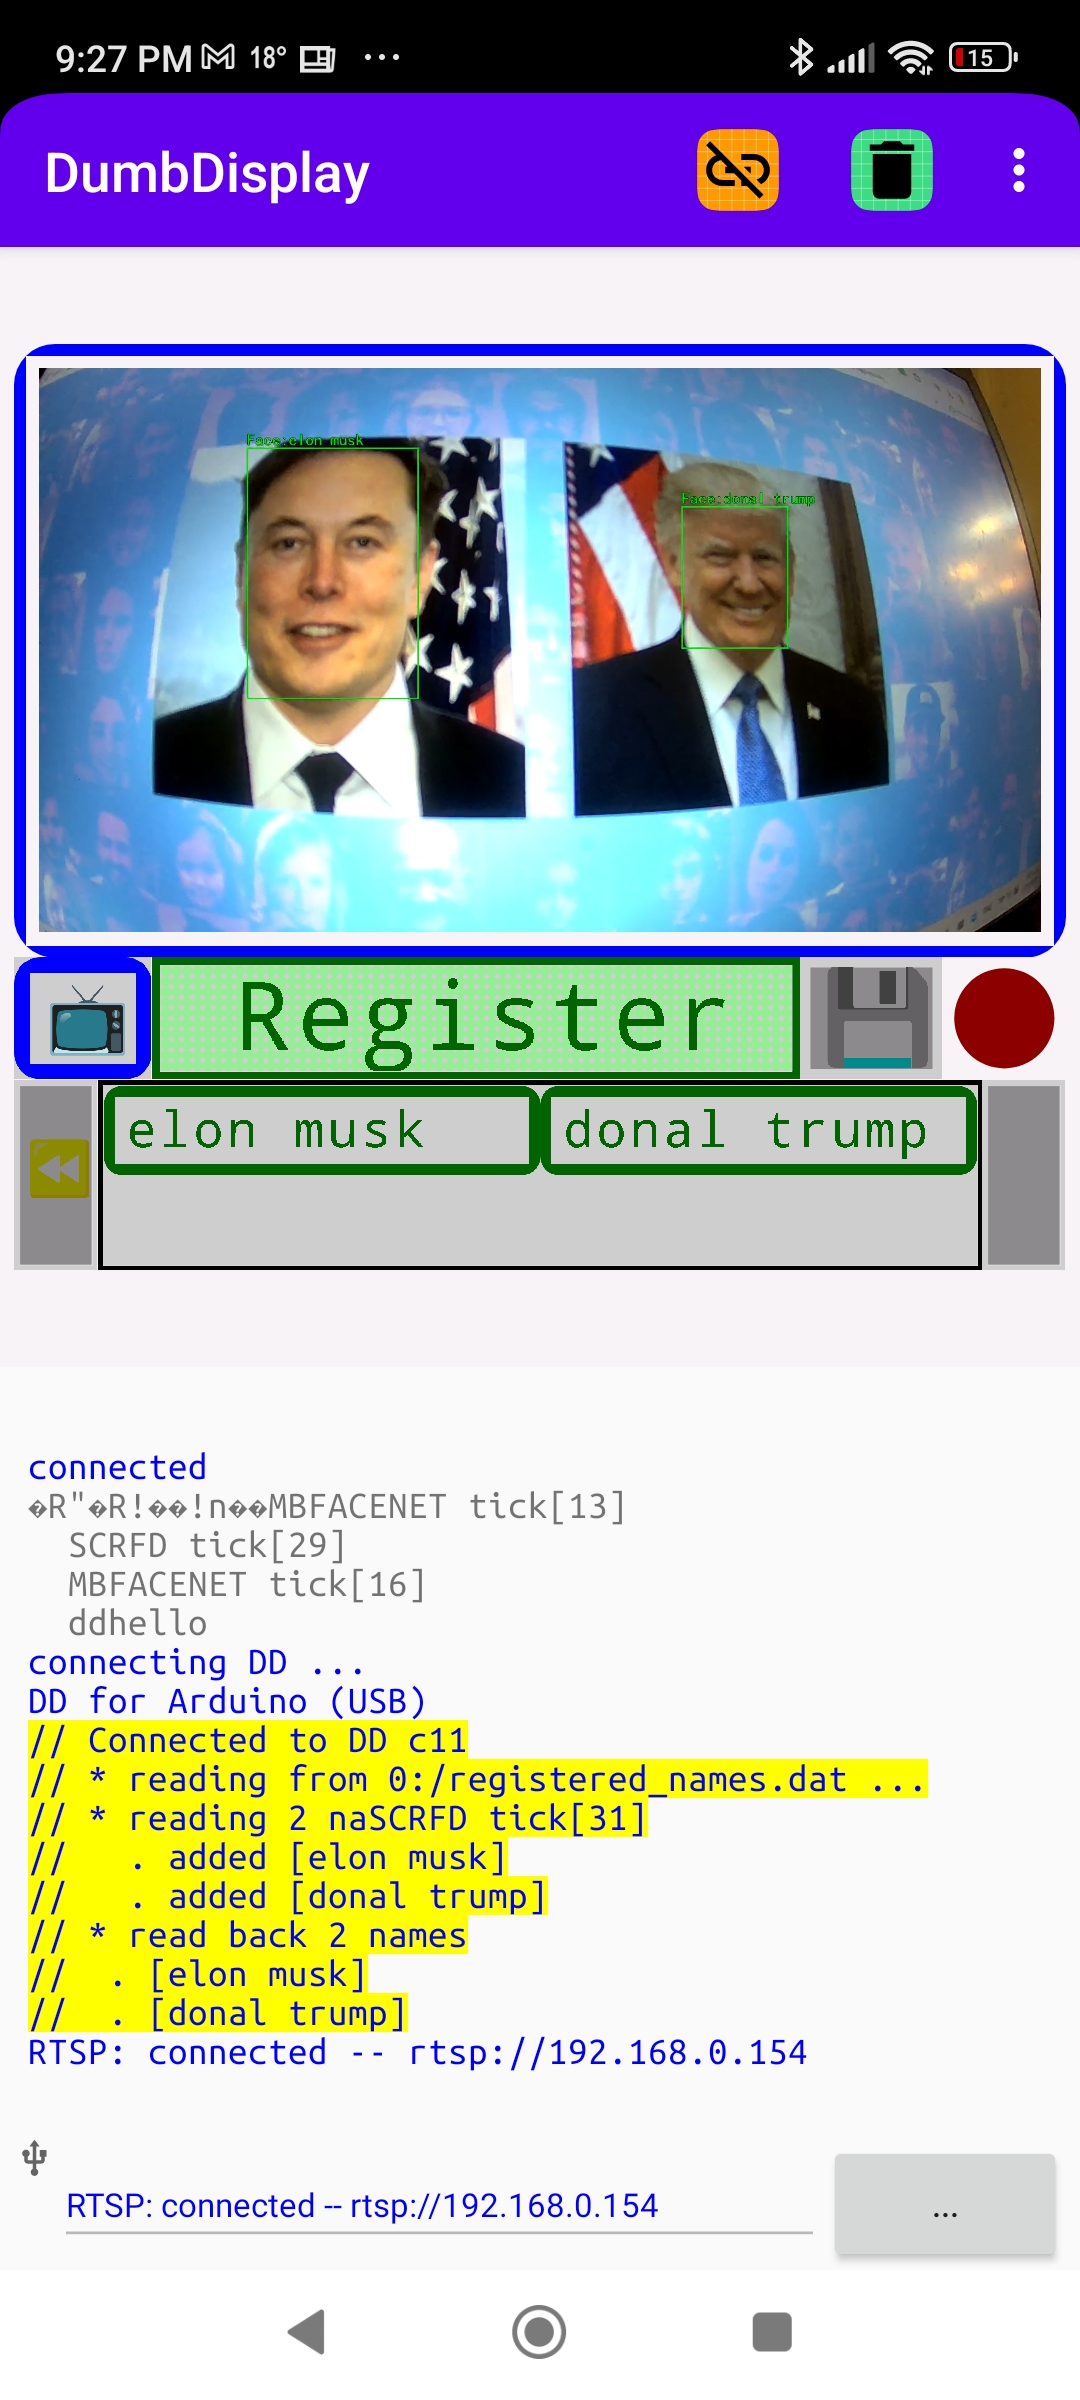 9:27 PM 18° ... 15
DumbDisplay
Face:elon musk
Face:donal trump
Register
elon musk donal trump
connected
�R"�R!��!n��MBFACENET tick[13]
SCRFD tick[29]
MBFACENET tick[16]
ddhello
connecting DD ...
DD for Arduino (USB)
// Connected to DD c11
// * reading from 0:/registered_names.dat ...
// * reading 2 naSCRFD tick[31]
//   . added [elon musk]
//   . added [donal trump]
// * read back 2 names
//  . [elon musk]
//  . [donal trump]
RTSP: connected -- rtsp://192.168.0.154
RTSP: connected -- rtsp://192.168.0.154
...